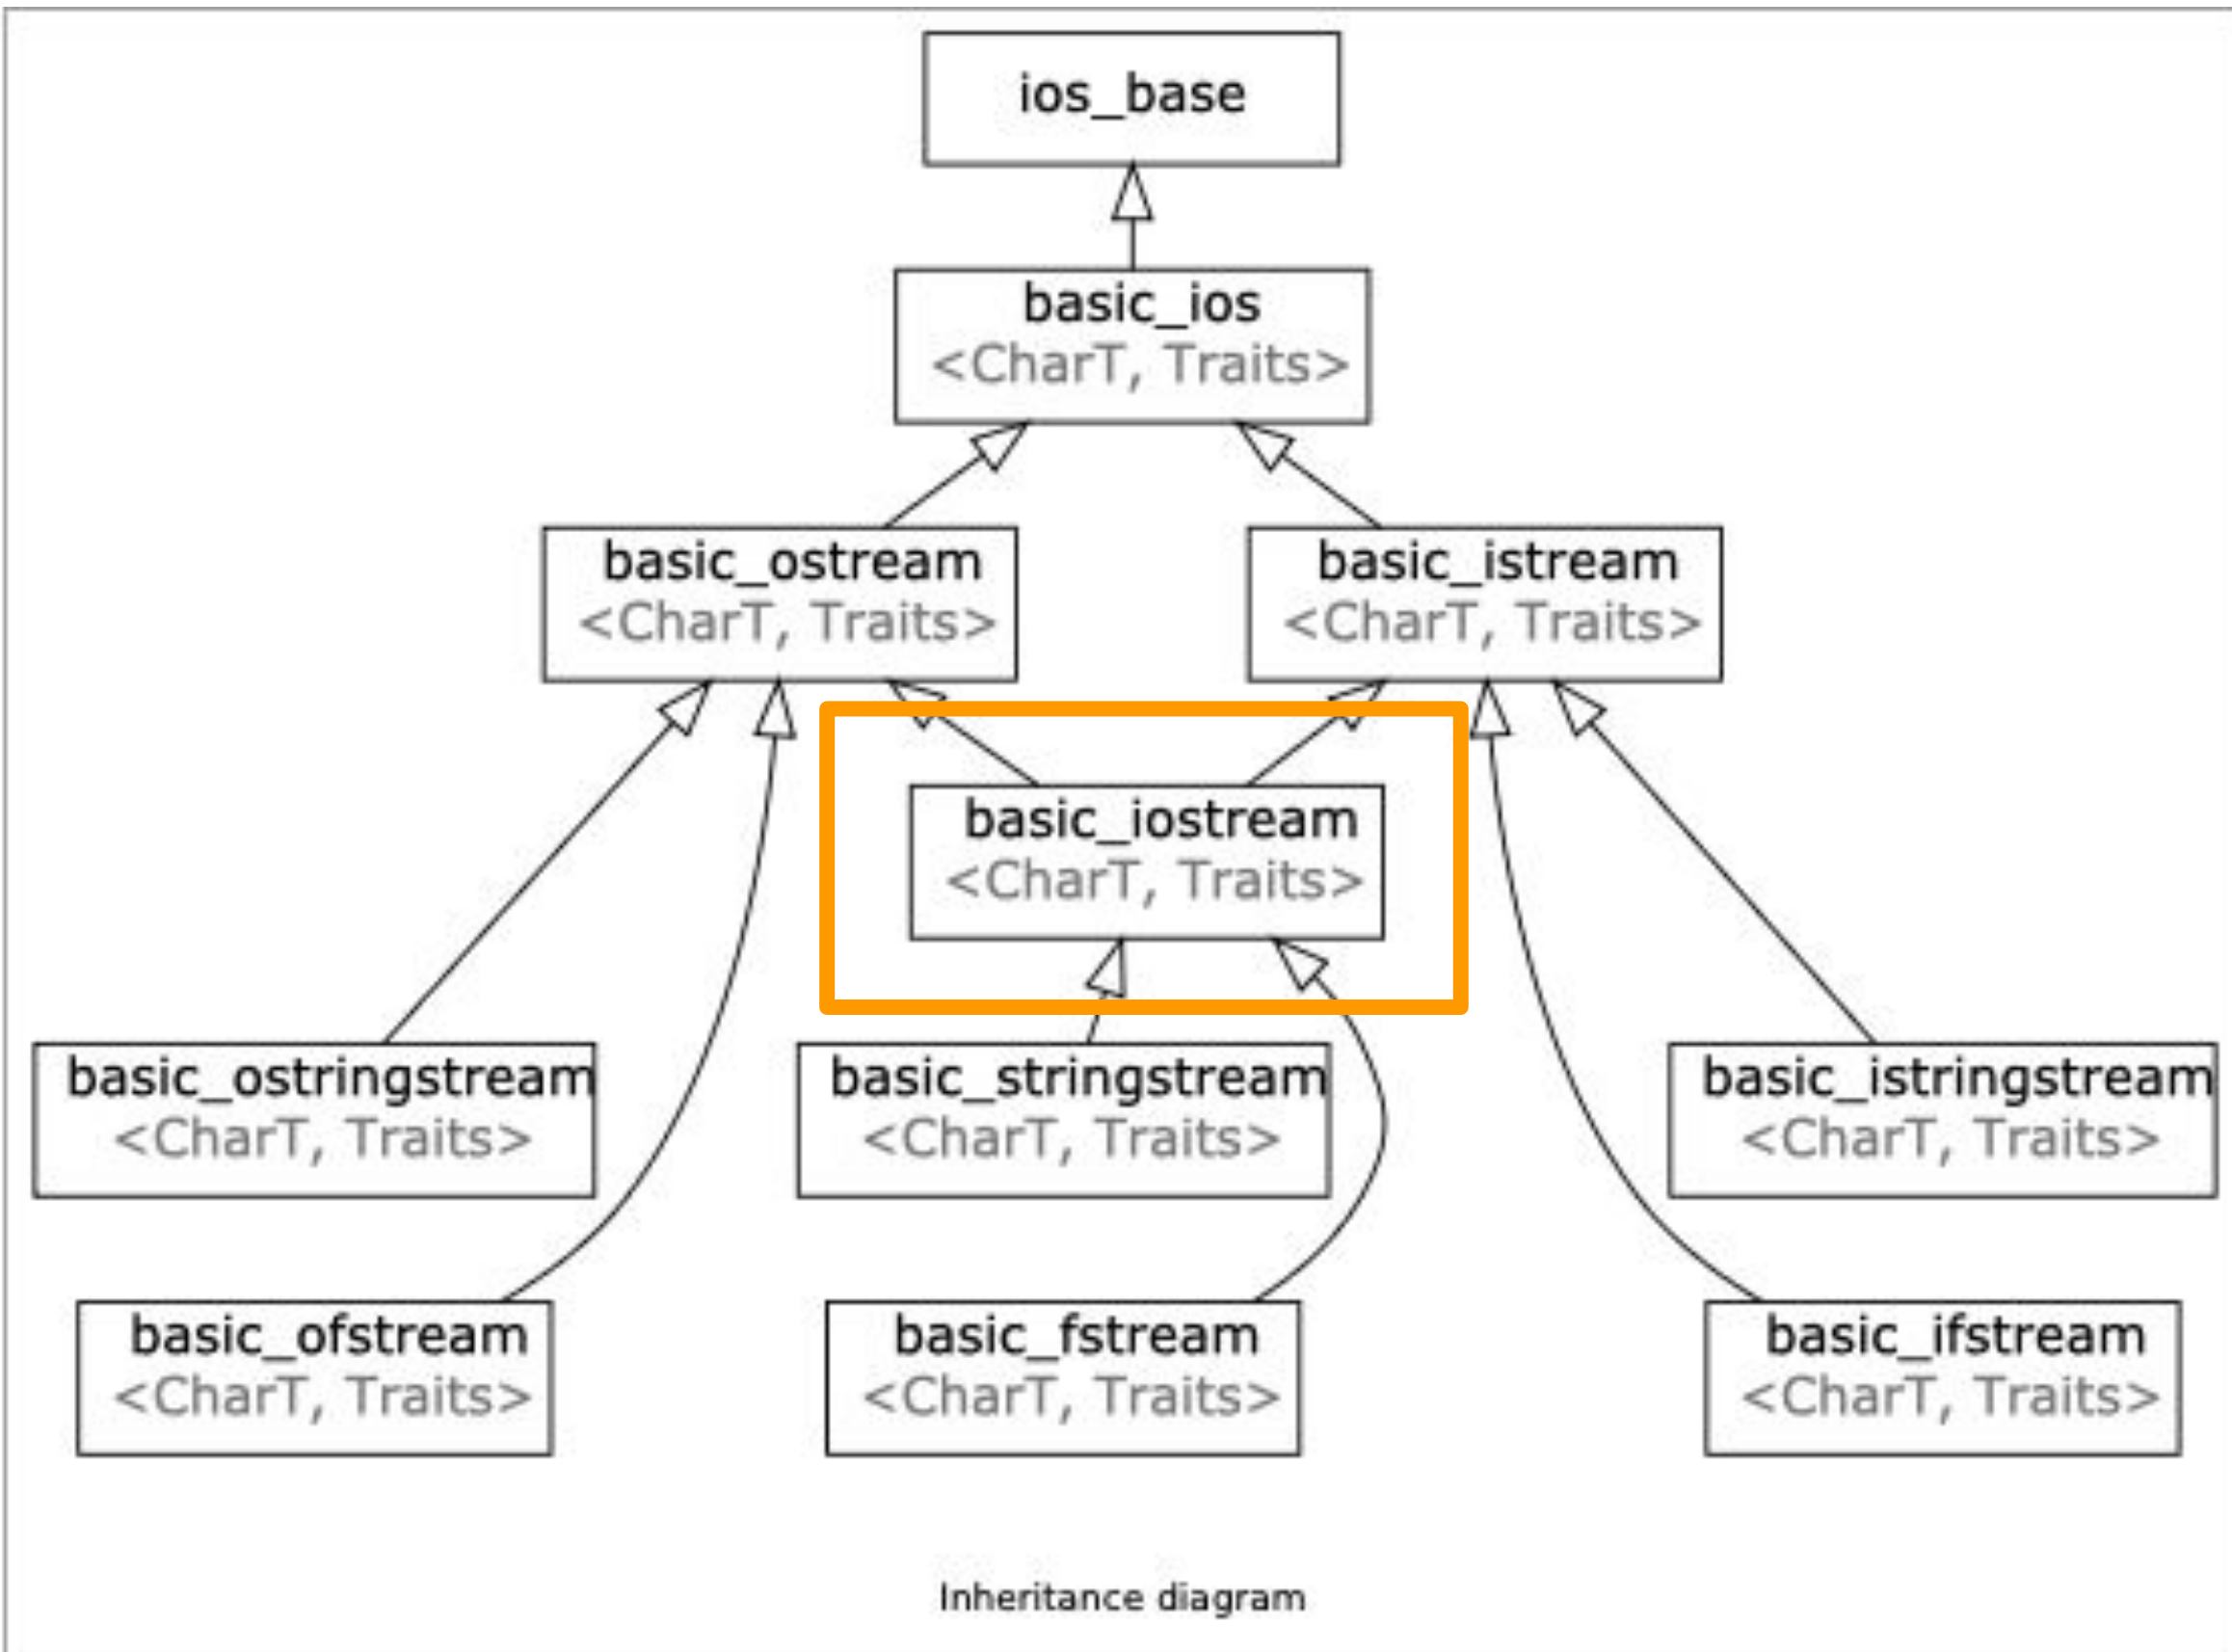 ios_base
basic_ios
<CharT, Traits>
basic_ostream
<CharT, Traits>
basic_istream
<CharT, Traits>
basic_iostream
<CharT, Traits>
basic_ostringstream
<CharT, Traits>
basic_stringstream
<CharT, Traits>
basic_istringstream
<CharT, Traits>
basic_ofstream
<CharT, Traits>
basic_fstream
<CharT, Traits>
basic_ifstream
<CharT, Traits>
Inheritance diagram